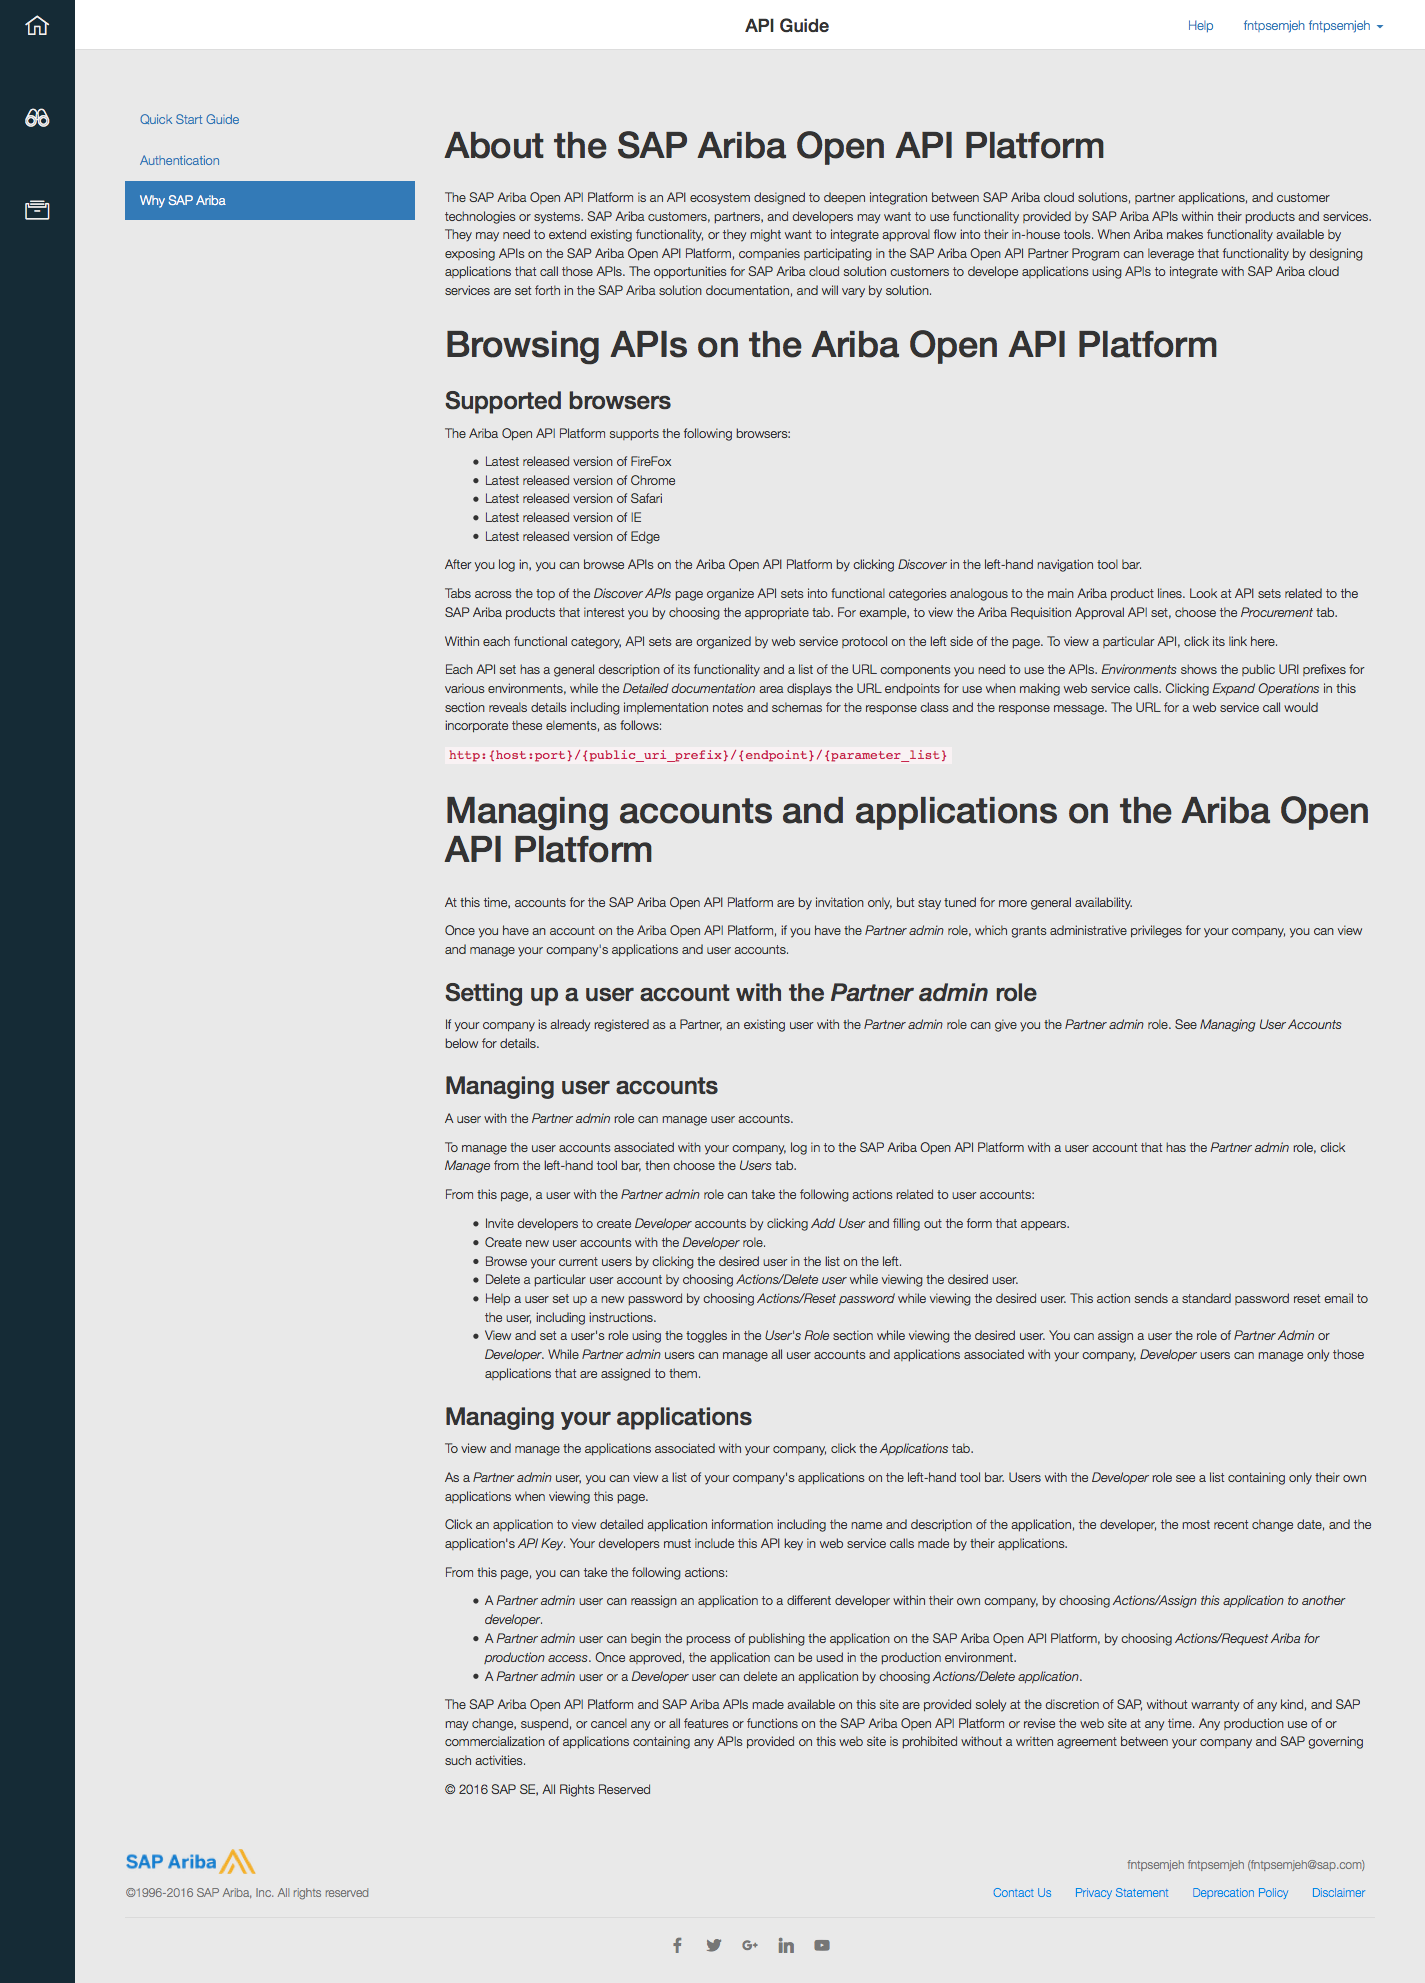 API Guide
Help
fntpsemjeh fntpsemjeh
Quick Start Guide
Authentication
Why SAP Ariba
About the SAP Ariba Open API Platform
The SAP Ariba Open API Platform is an API ecosystem designed to deepen integration between SAP Ariba cloud solutions, partner applications, and customer
technologies or systems. SAP Ariba customers, partners, and developers may want to use functionality provided by SAP Ariba APIs within their products and services.
They may need to extend existing functionality, or they might want to integrate approval flow into their in-house tools. When Ariba makes functionality available by
exposing APIs on the SAP Ariba Open API Platform, companies participating in the SAP Ariba Open API Partner Program can leverage that functionality by designing
applications that call those APIs. The opportunities for SAP Ariba cloud solution customers to develope applications using APIs to integrate with SAP Ariba cloud
services are set forth in the SAP Ariba solution documentation, and will vary by solution.
Browsing APIs on the Ariba Open API Platform
Supported browsers
The Ariba Open API Platform supports the following browsers:
• Latest released version of FireFox
• Latest released version of Chrome
• Latest released version of Safari
• Latest released version of IE
• Latest released version of Edge
After you log in, you can browse APIs on the Ariba Open API Platform by clicking Discover in the left-hand navigation tool bar.
Tabs across the top of the Discover APIs page organize API sets into functional categories analogous to the main Ariba product lines. Look at API sets related to the
SAP Ariba products that interest you by choosing the appropriate tab. For example, to view the Ariba Requisition Approval API set, choose the Procurement tab.
Within each functional category, API sets are organized by web service protocol on the left side of the page. To view a particular API, click its link here.
Each API set has a general description of its functionality and a list of the URL components you need to use the APIs. Environments shows the public URI prefixes for
various environments, while the Detailed documentation area displays the URL endpoints for use when making web service calls. Clicking Expand Operations in this
section reveals details including implementation notes and schemas for the response class and the response message. The URL for a web service call would
incorporate these elements, as follows:
http:{host:port}/{public_uri_prefix}/{endpoint}/{parameter_list}
Managing accounts and applications on the Ariba Open
API Platform
At this time, accounts for the SAP Ariba Open API Platform are by invitation only, but stay tuned for more general availability.
Once you have an account on the Ariba Open API Platform, if you have the Partner admin role, which grants administrative privileges for your company, you can view
and manage your company's applications and user accounts.
Setting up a user account with the Partner admin role
If your company is already registered as a Partner, an existing user with the Partner admin role can give you the Partner admin role. See Managing User Accounts
below for details.
Managing user accounts
A user with the Partner admin role can manage user accounts.
To manage the user accounts associated with your company, log in to the SAP Ariba Open API Platform with a user account that has the Partner admin role, click
Manage from the left-hand tool bar, then choose the Users tab.
From this page, a user with the Partner admin role can take the following actions related to user accounts:
• Invite developers to create Developer accounts by clicking Add User and filling out the form that appears.
• Create new user accounts with the Developer role.
• Browse your current users by clicking the desired user in the list on the left.
• Delete a particular user account by choosing Actions/Delete user while viewing the desired user.
• Help a user set up a new password by choosing Actions/Reset password while viewing the desired user. This action sends a standard password reset email to
the user, including instructions.
• View and set a user's role using the toggles in the User's Role section while viewing the desired user. You can assign a user the role of Partner Admin or
Developer. While Partner admin users can manage all user accounts and applications associated with your company, Developer users can manage only those
applications that are assigned to them.
Managing your applications
To view and manage the applications associated with your company, click the Applications tab.
As a Partner admin user, you can view a list of your company's applications on the left-hand tool bar. Users with the Developer role see a list containing only their own
applications when viewing this page.
Click an application to view detailed application information including the name and description of the application, the developer, the most recent change date, and the
application's API Key. Your developers must include this API key in web service calls made by their applications.
From this page, you can take the following actions:
• A Partner admin user can reassign an application to a different developer within their own company, by choosing Actions/Assign this application to another
developer.
• A Partner admin user can begin the process of publishing the application on the SAP Ariba Open API Platform, by choosing Actions/Request Ariba for
production access. Once approved, the application can be used in the production environment.
• A Partner admin user or a Developer user can delete an application by choosing Actions/Delete application.
The SAP Ariba Open API Platform and SAP Ariba APIs made available on this site are provided solely at the discretion of SAP, without warranty of any kind, and SAP
may change, suspend, or cancel any or all features or functions on the SAP Ariba Open API Platform or revise the web site at any time. Any production use of or
commercialization of applications containing any APIs provided on this web site is prohibited without a written agreement between your company and SAP governing
such activities.
© 2016 SAP SE, All Rights Reserved
SAP Ariba
fntpsemjeh fntpsemjeh (fntpsemjeh@sap.com)
©1996-2016 SAP Ariba, Inc. All rights reserved
Contact Us
Privacy Statement
Deprecation Policy
Disclaimer